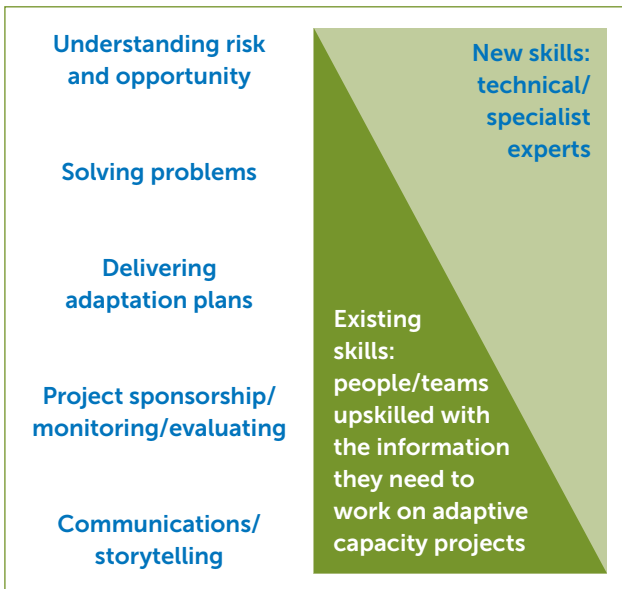 Understanding risk
and opportunity
Solving problems
Delivering
adaptation plans
Project sponsorship/
monitoring/evaluating
Communications/
storytelling
New skills:
technical/
specialist
experts
Existing
skills:
people/teams
upskilled with
the information
they need to
work on adaptive
capacity projects